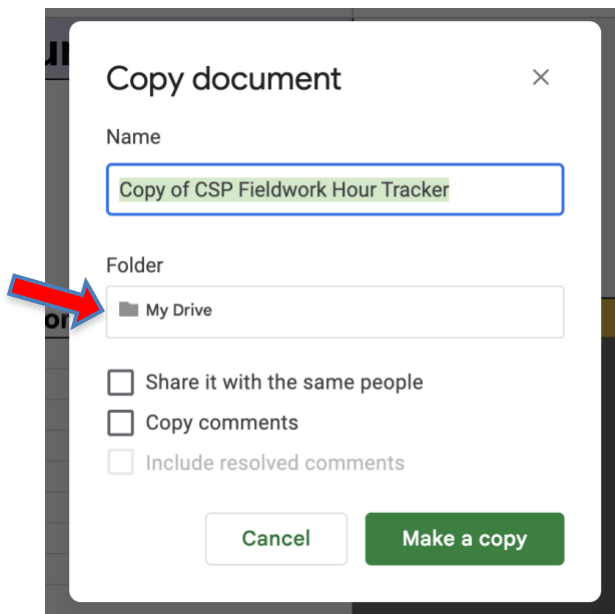 Copy document
Name
Copy of CSP Fieldwork Hour Tracker
Folder
My Drive
Share it with the same people
Copy comments
Include resolved comments
Cancel
Make a copy